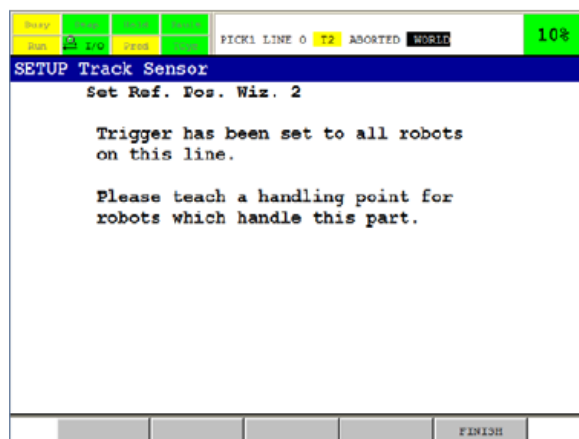 Busy Step Hold Fault
Run I/O Prod TCyc
PICK1 LINE 0 T2 ABORTED WORLD
10%
SETUP Track Sensor
Set Ref. Pos. Wiz. 2
Trigger has been set to all robots
on this line.
Please teach a handling point for
robots which handle this part.
FINISH